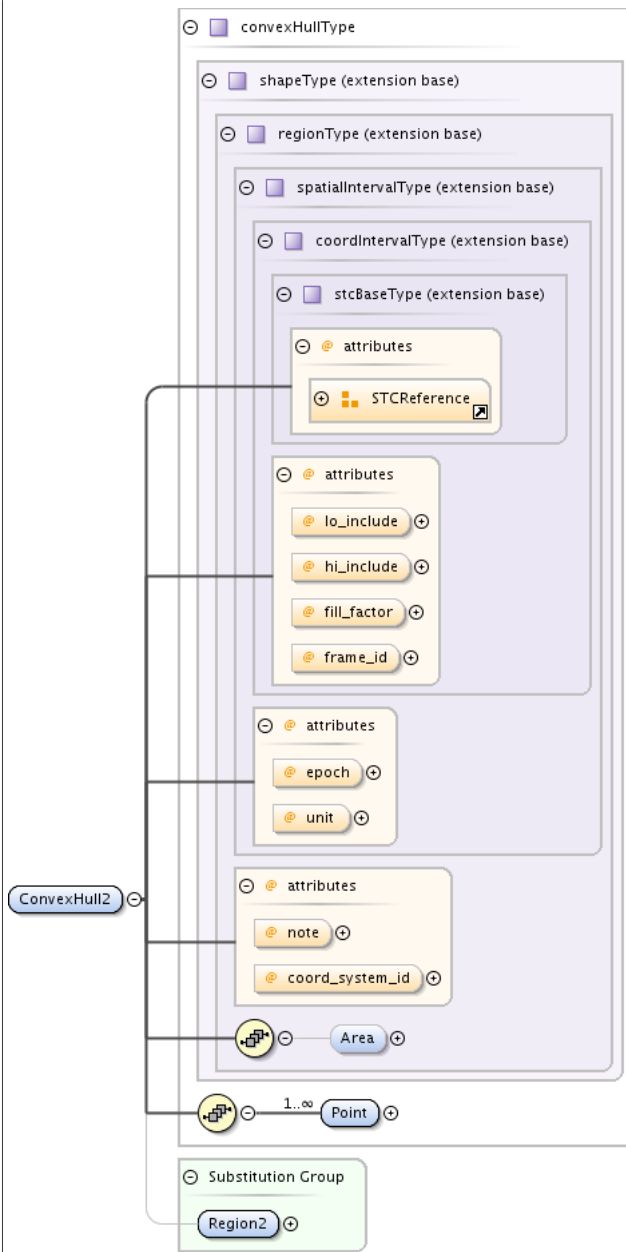 convexHullType
shapeType (extension base)
regionType (extension base)
spatialIntervalType (extension base)
coordIntervalType (extension base)
stcBaseType (extension base)
@ attributes
STCReference
@ attributes
@ lo_include
@ hi_include
@ fill_factor
@ frame_id
@ attributes
@ epoch
@ unit
ConvexHull2
@ attributes
@ note
@ coord_system_id
Area
1..∞ Point
Substitution Group
Region2